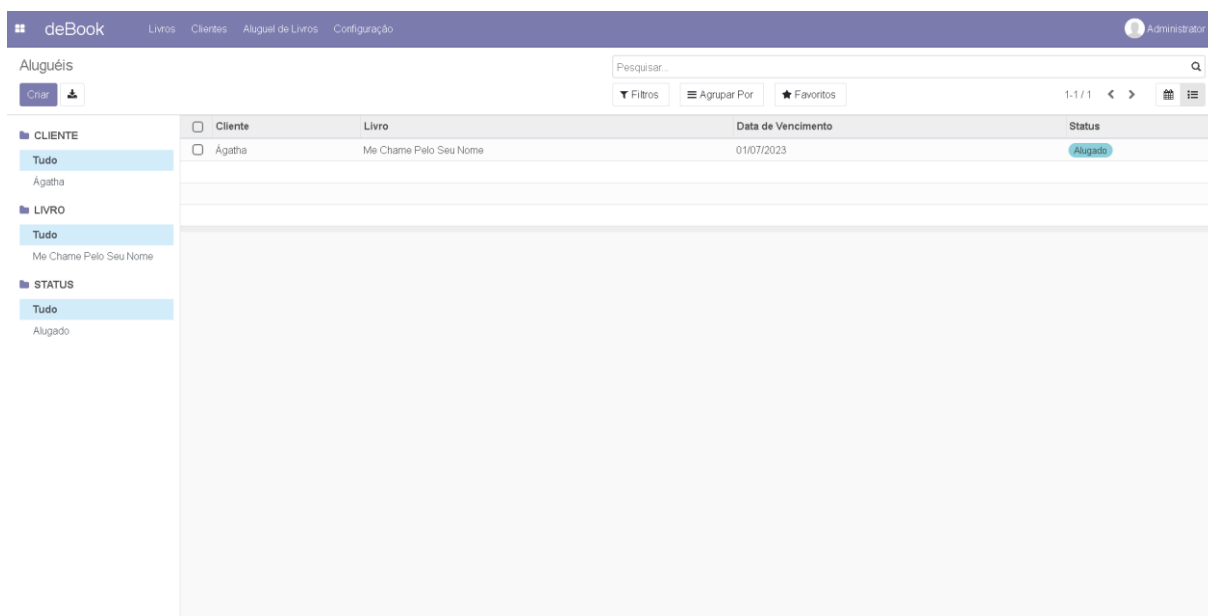 deBook Livros Clientes Aluguel de Livros Configuração Administrator
Aluguéis
Pesquisar...
Criar
Filtros Agrupar Por Favoritos 1-1 / 1
CLIENTE
Tudo
Ágatha
LIVRO
Tudo
Me Chame Pelo Seu Nome
STATUS
Tudo
Alugado
Cliente Livro Data de Vencimento Status
Ágatha Me Chame Pelo Seu Nome 01/07/2023 Alugado